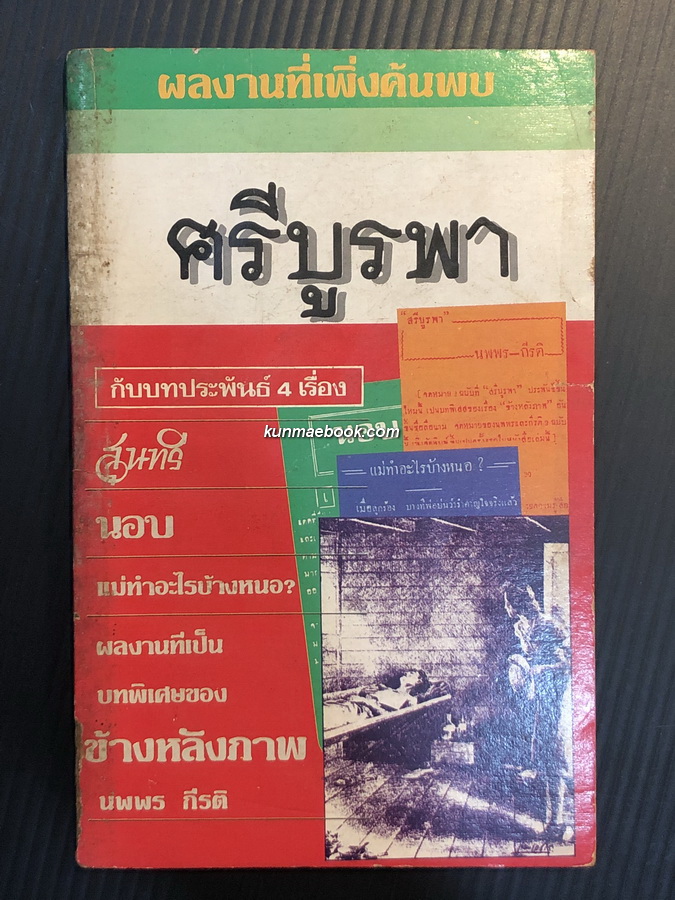 ผลงานที่เพิ่งค้นพบ
ศรีบูรพา
"ศรีบูรพา"
นพพร-กีรติ
กับบทประพันธ์ 4 เรื่อง
kunmaebook.com
สุนทรี
นอบ
แม่ทำอะไรบ้างหนอ?
—แม่ทำอะไรบ้างหนอ?—
ผลงานที่เป็น
บทพิเศษของ
ข้างหลังภาพ
นพพร กีรติ